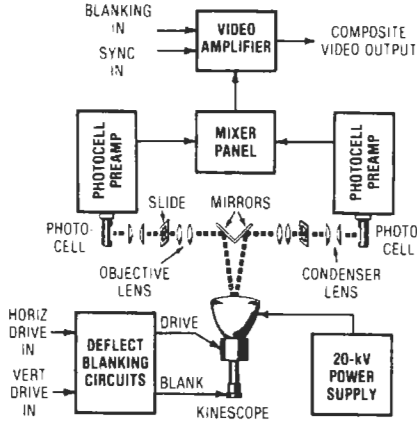 BLANKING
IN
SYNC
IN
VIDEO
AMPLIFIER
COMPOSITE
VIDEO OUTPUT
PHOTOCELL
PREAMP
MIXER
PANEL
PHOTOCELL
PREAMP
SLIDE
MIRRORS
PHOTO-
CELL
OBJECTIVE
LENS
CONDENSER
LENS
PHOTO
CELL
HORIZ
DRIVE
IN
VERT
DRIVE
IN
DEFLECT
BLANKING
CIRCUITS
DRIVE
BLANK
KINESCOPE
20-kV
POWER
SUPPLY